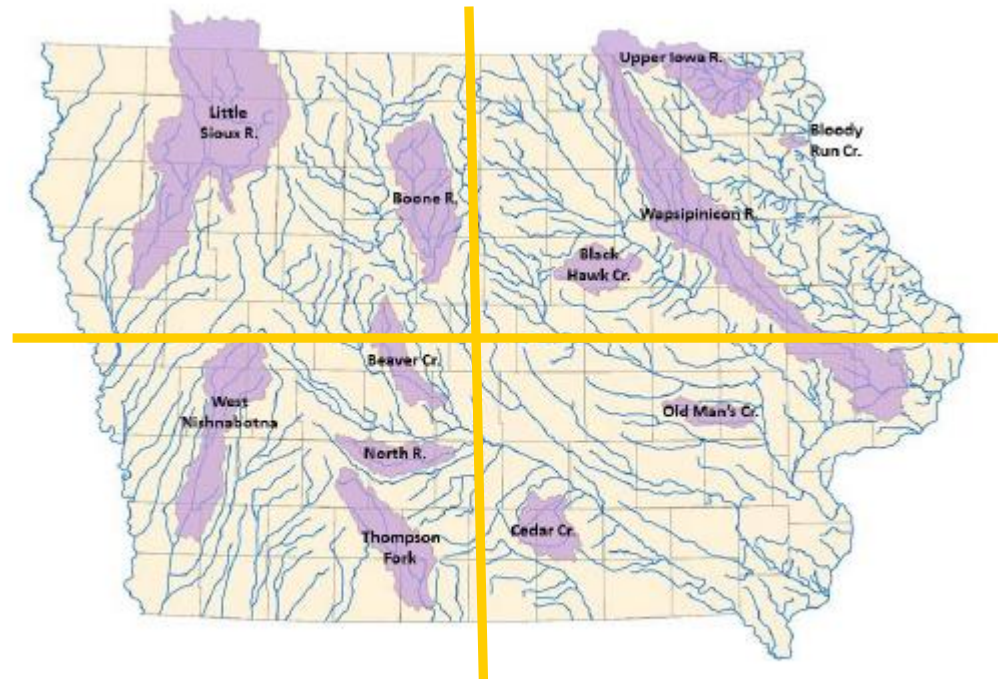 Upper Iowa R.
Little
Sioux R.
Bloody
Run Cr.
Boone R.
Wapsipinicon R.
Black
Hawk Cr.
Beaver Cr.
West
Nishnabotna
Old Man's Cr.
North R.
Cedar Cr.
Thompson
Fork